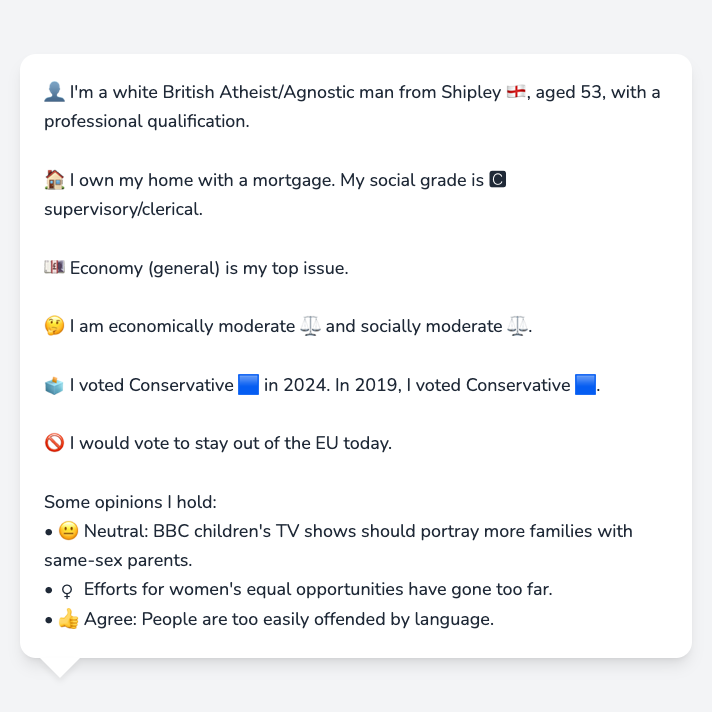 👤 I'm a white British Atheist/Agnostic man from Shipley 🏴󠁧󠁢󠁥󠁮󠁧󠁿, aged 53, with a
professional qualification.
🏠 I own my home with a mortgage. My social grade is 🅲
supervisory/clerical.
💷 Economy (general) is my top issue.
🤔 I am economically moderate ⚖️ and socially moderate ⚖️.
🗳️ I voted Conservative 🟦 in 2024. In 2019, I voted Conservative 🟦.
🚫 I would vote to stay out of the EU today.
Some opinions I hold:
• 😐 Neutral: BBC children's TV shows should portray more families with
same-sex parents.
• ♀ Efforts for women's equal opportunities have gone too far.
• 👍 Agree: People are too easily offended by language.